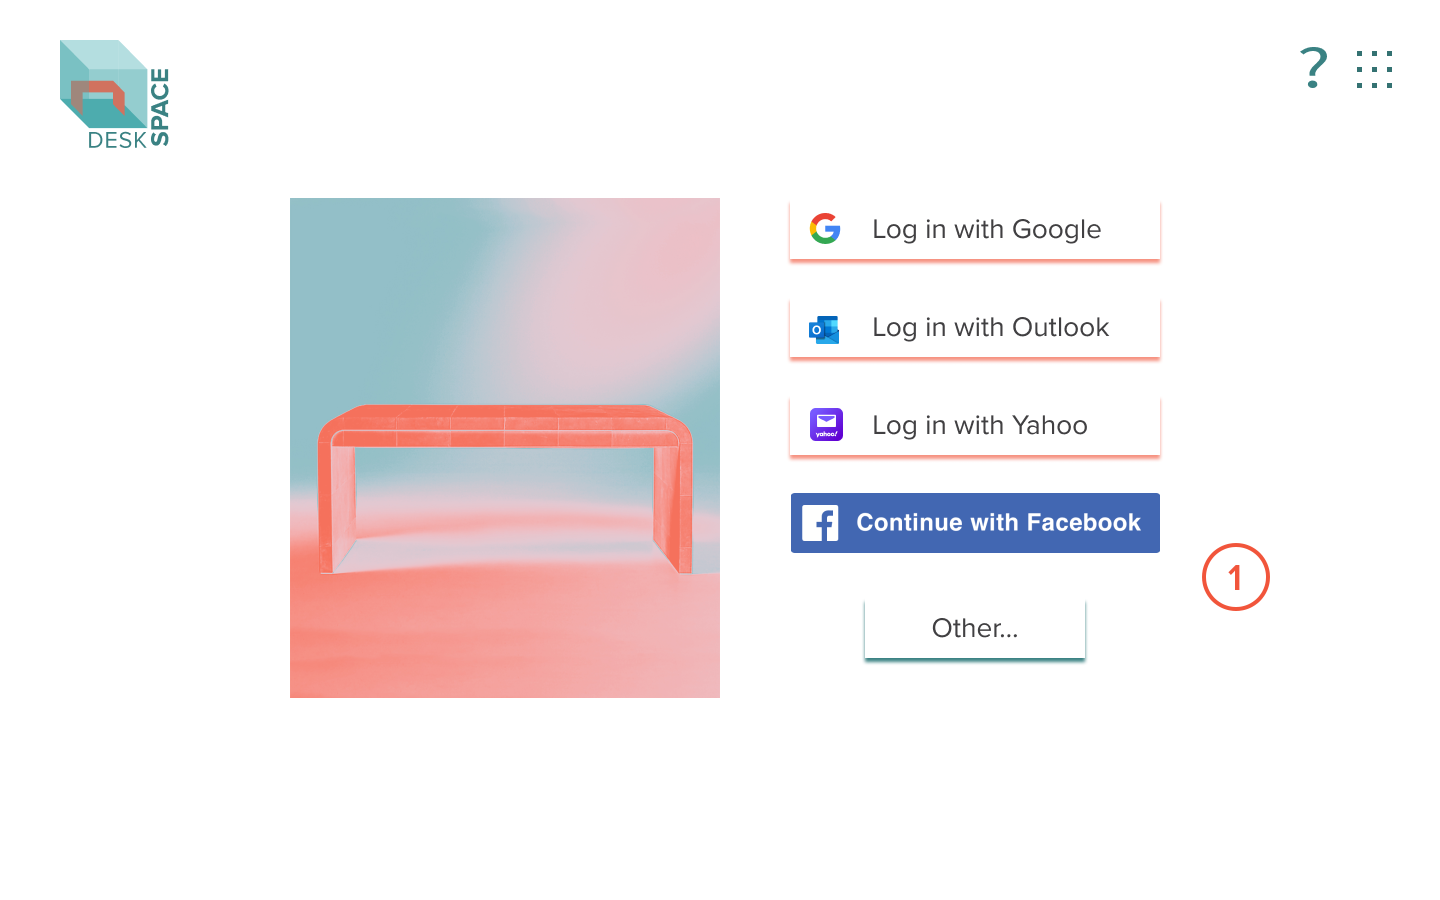 DESK
SPACE
?
Log in with Google
O
Log in with Outlook
yahoo!
Log in with Yahoo
Continue with Facebook
1
Other...